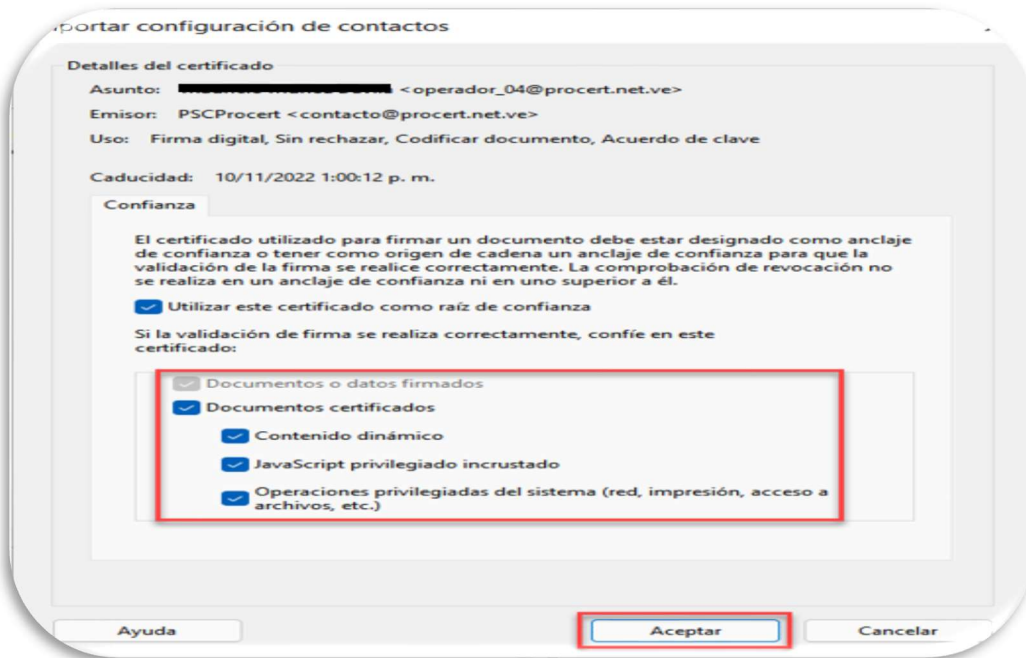 portar configuración de contactos
Detalles del certificado
Asunto: <operador_04@procert.net.ve>
Emisor: PSCProcert <contacto@procert.net.ve>
Uso: Firma digital, Sin rechazar, Codificar documento, Acuerdo de clave
Caducidad: 10/11/2022 1:00:12 p. m.
Confianza
El certificado utilizado para firmar un documento debe estar designado como anclaje
de confianza o tener como origen de cadena un anclaje de confianza para que la
validación de la firma se realice correctamente. La comprobación de revocación no
se realiza en un anclaje de confianza ni en uno superior a él.
Utilizar este certificado como raíz de confianza
Si la validación de firma se realiza correctamente, confíe en este
certificado:
Documentos o datos firmados
Documentos certificados
Contenido dinámico
JavaScript privilegiado incrustado
Operaciones privilegiadas del sistema (red, impresión, acceso a
archivos, etc.)
Ayuda
Aceptar
Cancelar